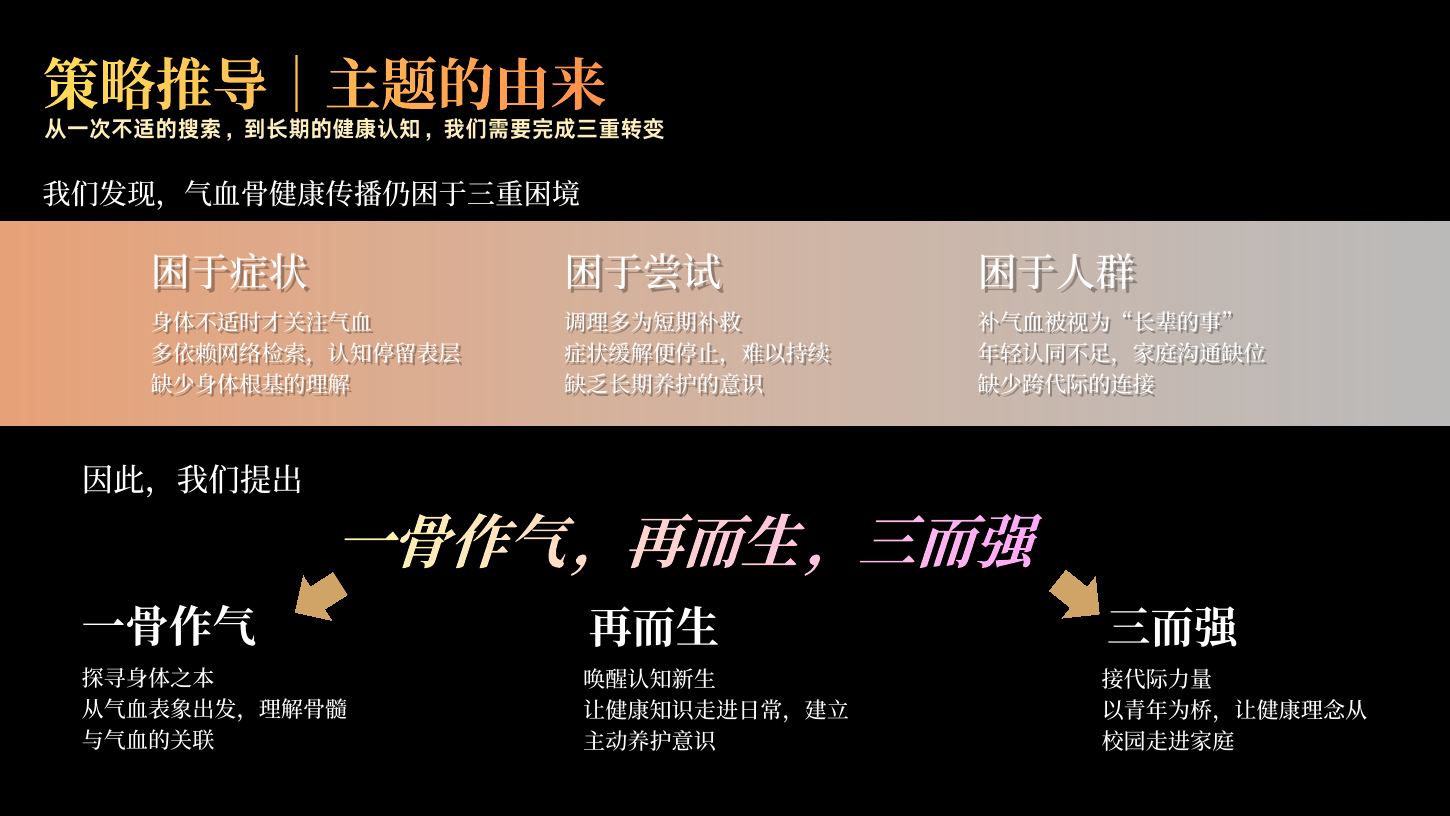 策略推导｜主题的由来
从一次不适的搜索，到长期的健康认知，我们需要完成三重转变
我们发现，气血骨健康传播仍困于三重困境
困于症状
身体不适时才关注气血
多依赖网络检索，认知停留表层
缺少身体根基的理解
困于尝试
调理多为短期补救
症状缓解便停止，难以持续
缺乏长期养护的意识
困于人群
补气血被视为“长辈的事”
年轻认同不足，家庭沟通缺位
缺少跨代际的连接
因此，我们提出
一骨作气，再而生，三而强
一骨作气
探寻身体之本
从气血表象出发，理解骨髓
与气血的关联
再而生
唤醒认知新生
让健康知识走进日常，建立
主动养护意识
三而强
接代际力量
以青年为桥，让健康理念从
校园走进家庭